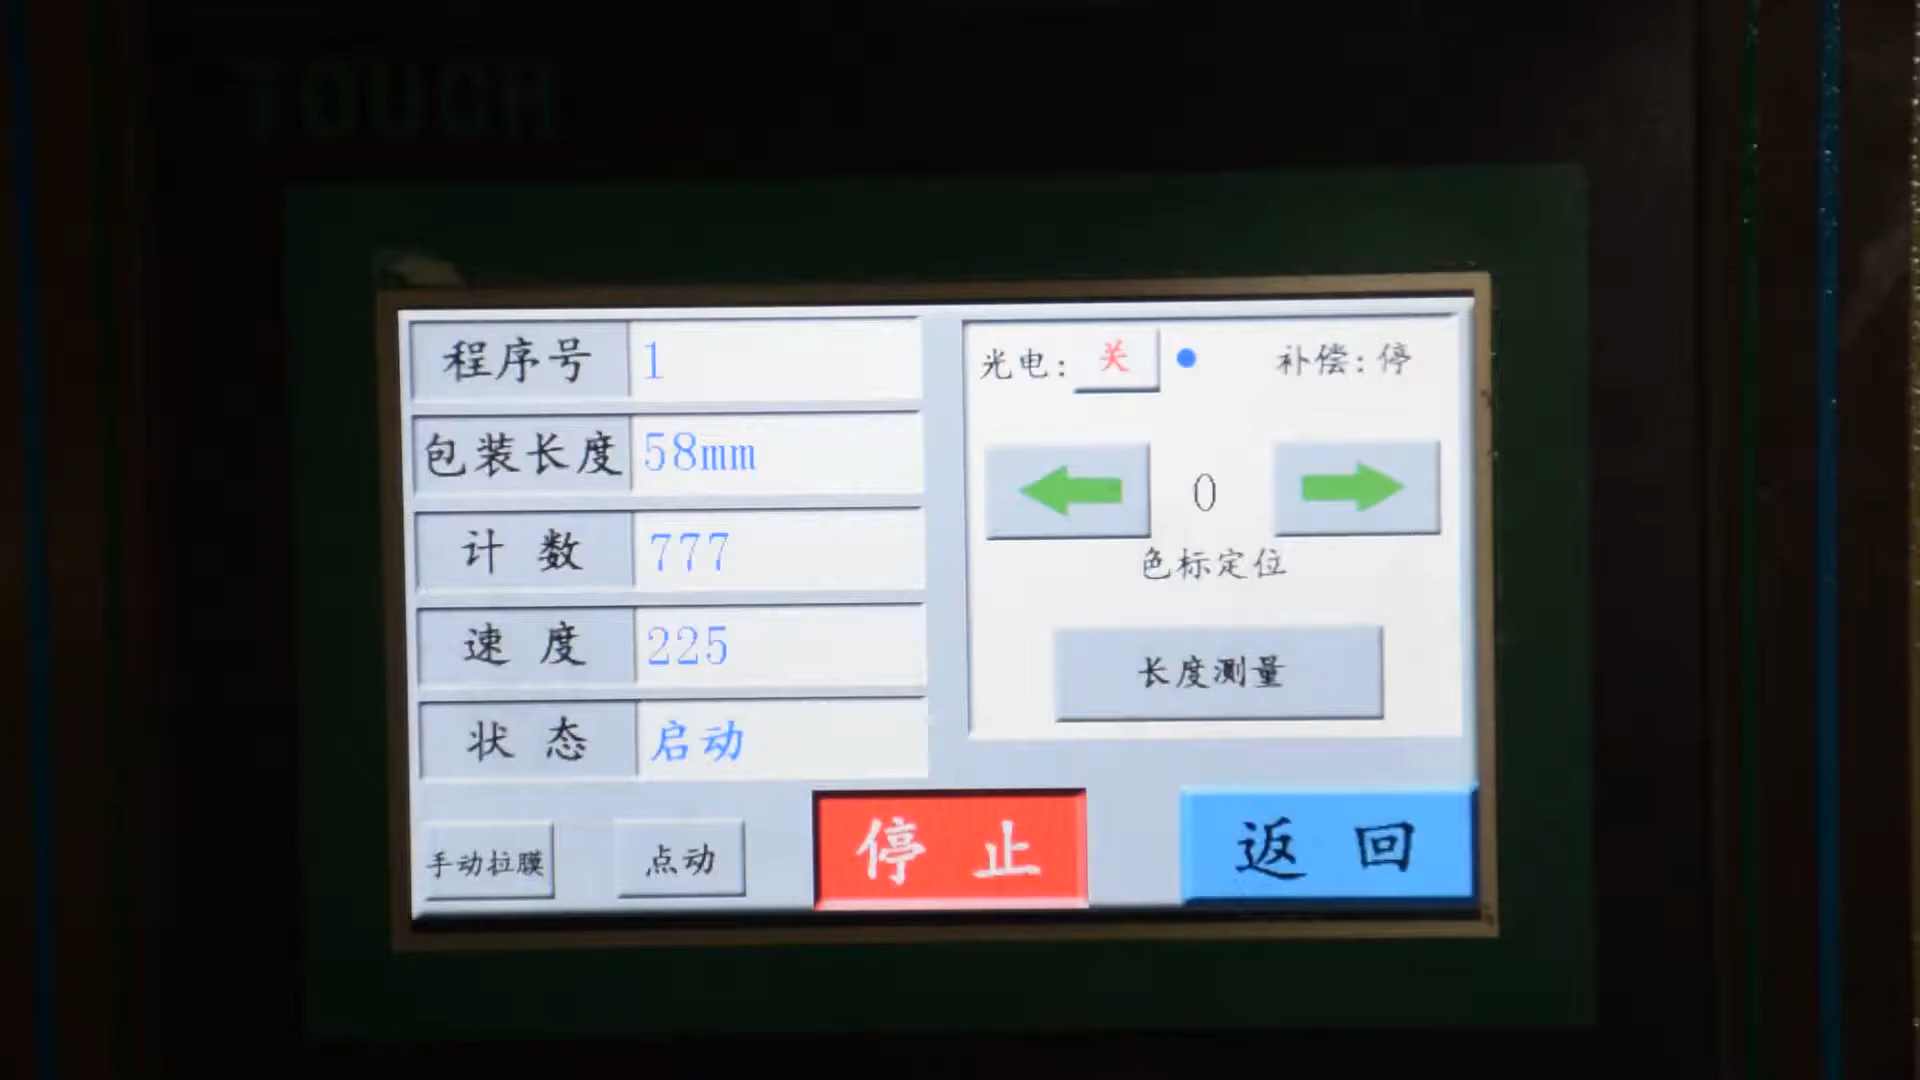 TOUCH
程序号 1
包装长度 58mm
计数 777
速度 225
状态 启动
光电: 关 补偿:停
0
色标定位
长度测量
手动拉膜 点动 停止 返回